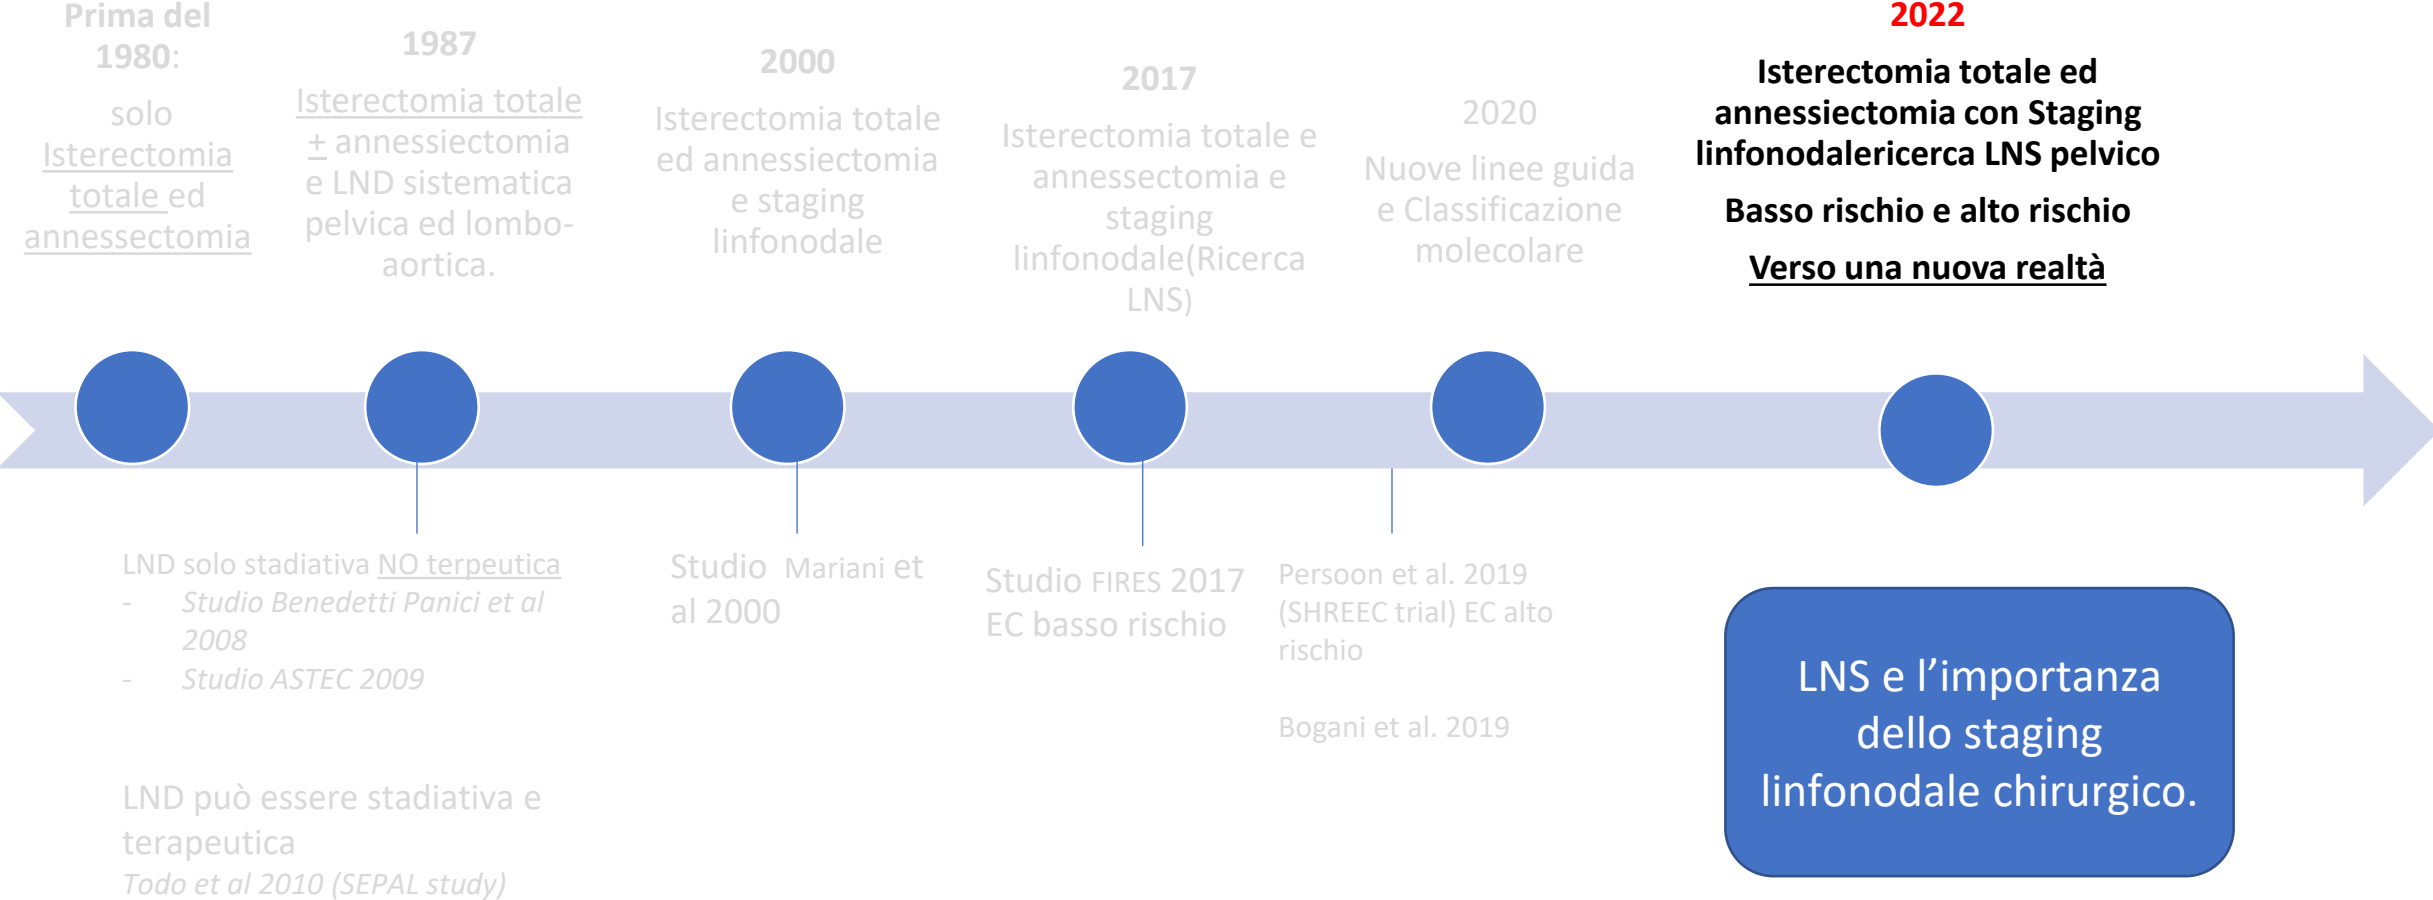 Prima del
1980:
solo
Isterectomia
totale ed
annessectomia
1987
Isterectomia totale
+ annessiectomia
e LND sistematica
pelvica ed lombo-
aortica.
2000
Isterectomia totale
ed annessiectomia
e staging
linfonodale
2017
Isterectomia totale e
annessectomia e
staging
linfonodale(Ricerca
LNS)
2020
Nuove linee guida
e Classificazione
molecolare
2022
Isterectomia totale ed
annessiectomia con Staging
linfonodalericerca LNS pelvico
Basso rischio e alto rischio
Verso una nuova realtà
LND solo stadiativa NO terpeutica
- Studio Benedetti Panici et al
2008
- Studio ASTEC 2009
LND può essere stadiativa e
terapeutica
Todo et al 2010 (SEPAL study)
Studio Mariani et
al 2000
Studio FIRES 2017
EC basso rischio
Persoon et al. 2019
(SHREEC trial) EC alto
rischio
Bogani et al. 2019
LNS e l’importanza
dello staging
linfonodale chirurgico.